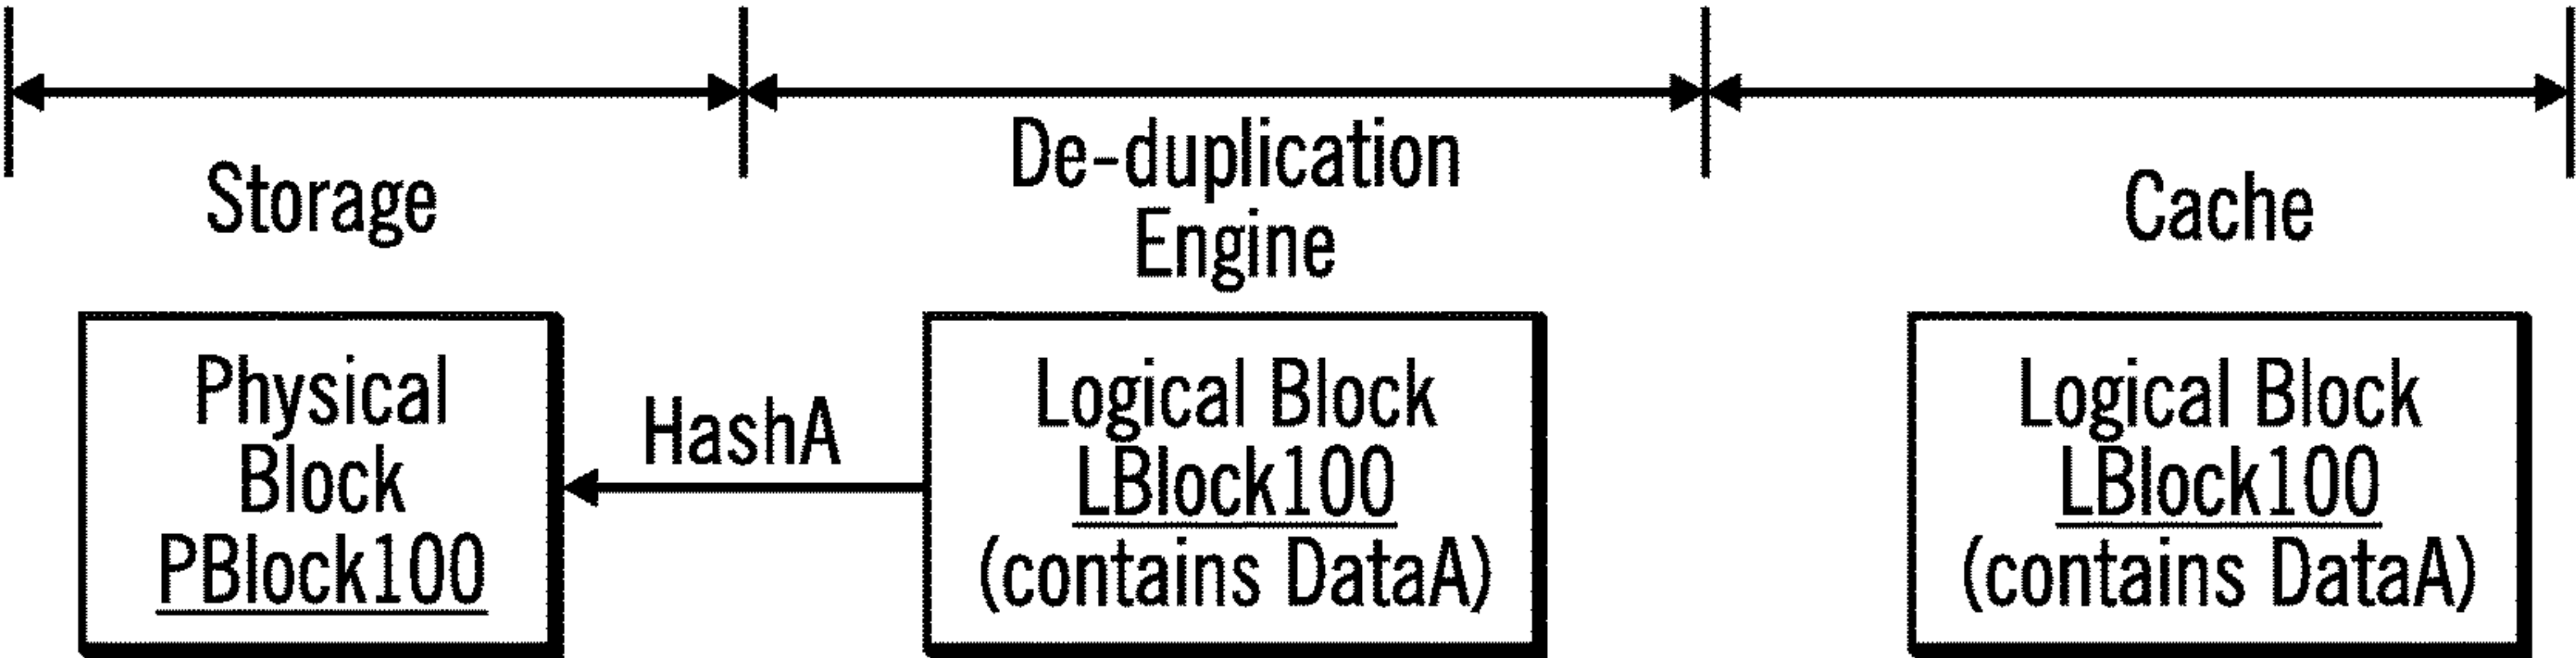 Storage
De-duplication
Engine
Cache
Physical
Block
PBlock100
HashA
Logical Block
LBlock100
(contains DataA)
Logical Block
LBlock100
(contains DataA)